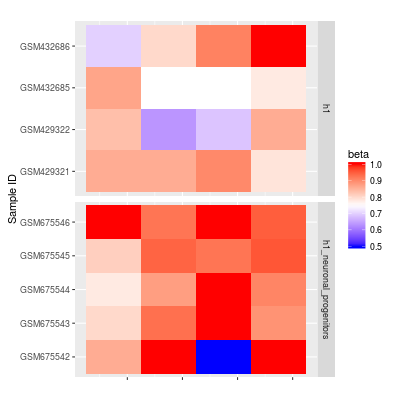 GSM432686
GSM432685
GSM429322
GSM429321
h1
GSM675546
GSM675545
GSM675544
GSM675543
GSM675542
h1_neuronal_progenitors
Sample ID
beta
1.0
0.9
0.8
0.7
0.6
0.5